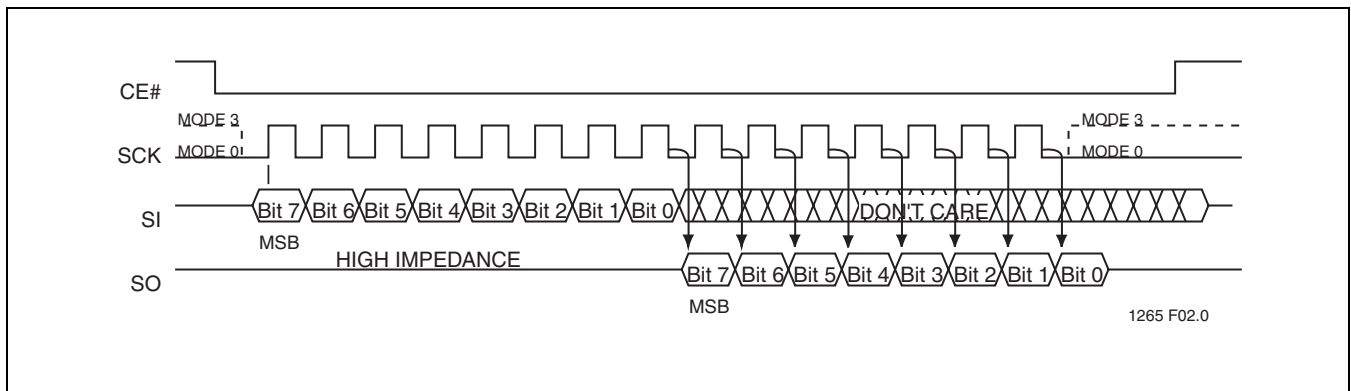 CE#
MODE 3 MODE 3
SCK MODE 0 MODE 0
SI Bit 7 Bit 6 Bit 5 Bit 4 Bit 3 Bit 2 Bit 1 Bit 0 DON'T CARE
MSB
HIGH IMPEDANCE
SO Bit 7 Bit 6 Bit 5 Bit 4 Bit 3 Bit 2 Bit 1 Bit 0
MSB
1265 F02.0